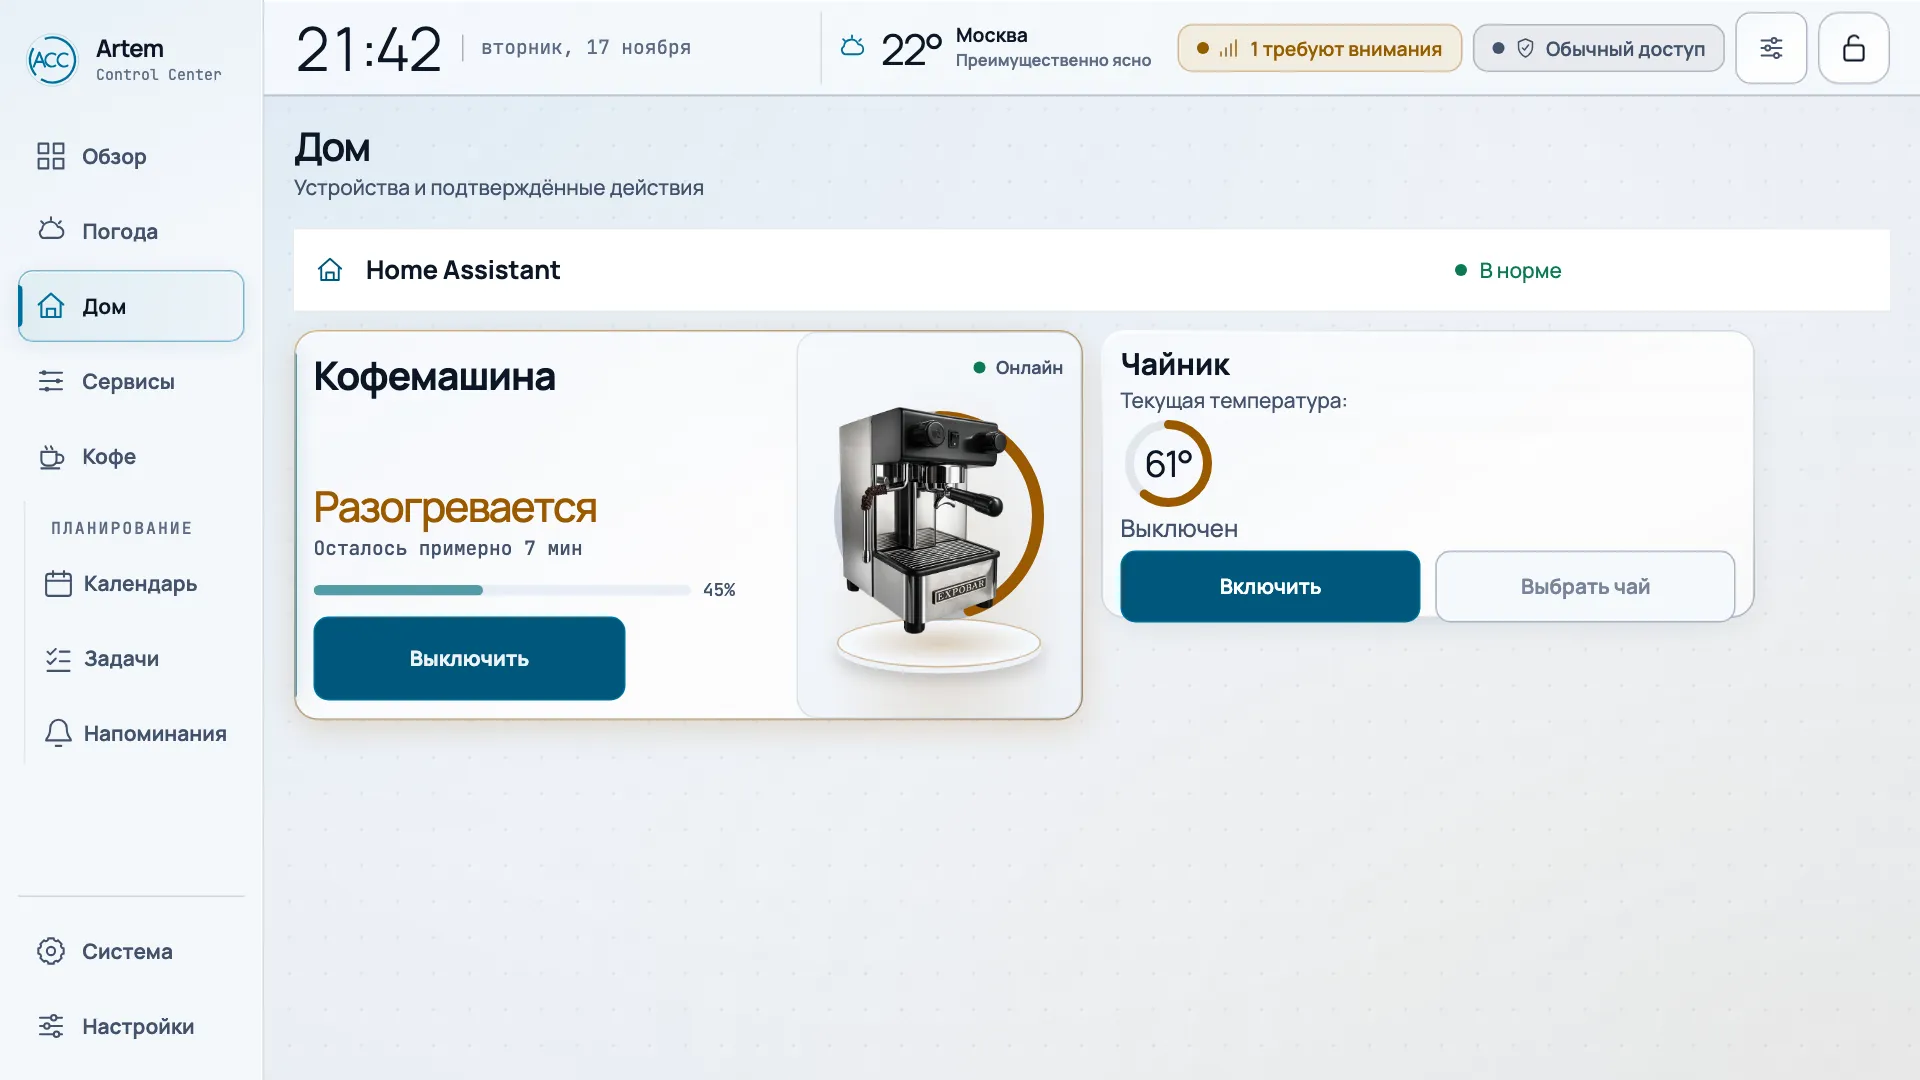 ACC
Artem
Control Center
Обзор
Погода
Дом
Сервисы
Кофе
ПЛАНИРОВАНИЕ
Календарь
Задачи
Напоминания
Система
Настройки
21:42
вторник, 17 ноября
22°
Москва
Преимущественно ясно
1 требуют внимания
Обычный доступ
Дом
Устройства и подтверждённые действия
Home Assistant
В норме
Кофемашина
Онлайн
Разогревается
Осталось примерно 7 мин
45%
Выключить
EXPOBAR
Чайник
Текущая температура:
61°
Выключен
Включить
Выбрать чай